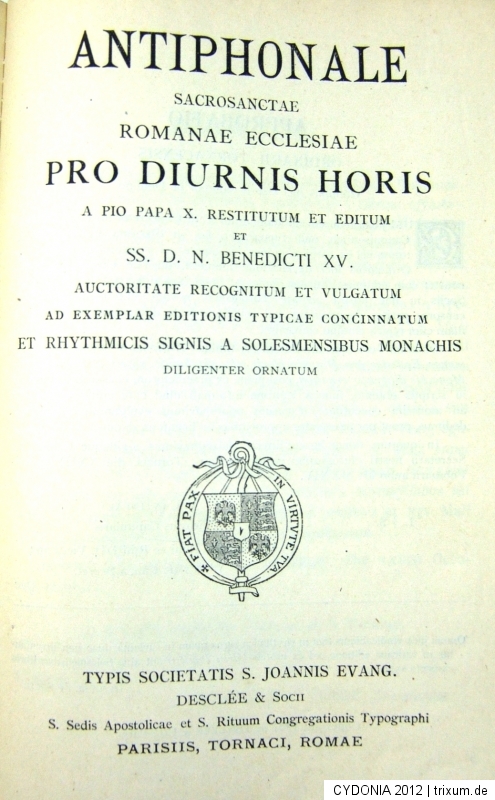 ANTIPHONALE
SACROSANCTAE
ROMANAE ECCLESIAE
PRO DIURNIS HORIS
A PIO PAPA X. RESTITUTUM ET EDITUM
ET
SS. D. N. BENEDICTI XV.
AUCTORITATE RECOGNITUM ET VULGATUM
AD EXEMPLAR EDITIONIS TYPICAE CONCINNATUM
ET RHYTHMICIS SIGNIS A SOLESMENSIBUS MONACHIS
DILIGENTER ORNATUM
✠ FIAT PAX IN VIRTVTE TVA.
TYPIS SOCIETATIS S. JOANNIS EVANG.
DESCLÉE & SOCII
S. Sedis Apostolicae et S. Rituum Congregationis Typographi
PARISIIS, TORNACI, ROMAE
CYDONIA 2012 | trixum.de